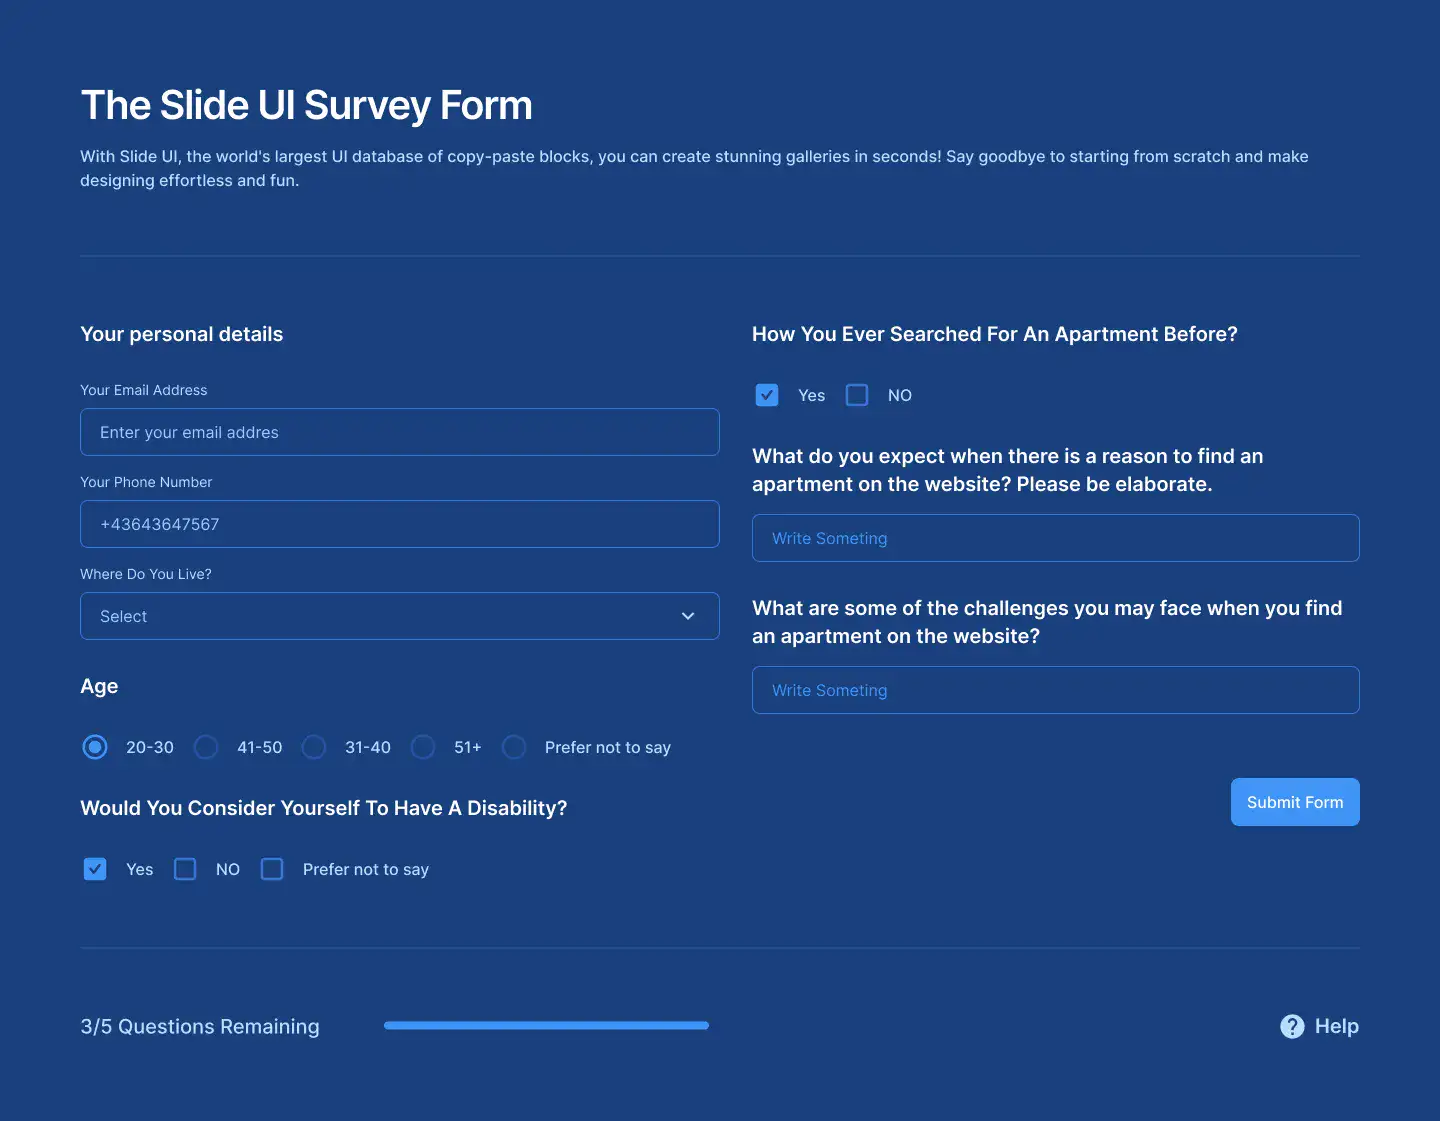 The Slide UI Survey Form
With Slide UI, the world's largest UI database of copy-paste blocks, you can create stunning galleries in seconds! Say goodbye to starting from scratch and make
designing effortless and fun.
Your personal details
Your Email Address
Enter your email addres
Your Phone Number
+43643647567
Where Do You Live?
Select
Age
20-30 41-50 31-40 51+ Prefer not to say
Would You Consider Yourself To Have A Disability?
Yes NO Prefer not to say
How You Ever Searched For An Apartment Before?
Yes NO
What do you expect when there is a reason to find an
apartment on the website? Please be elaborate.
Write Someting
What are some of the challenges you may face when you find
an apartment on the website?
Write Someting
Submit Form
3/5 Questions Remaining
? Help